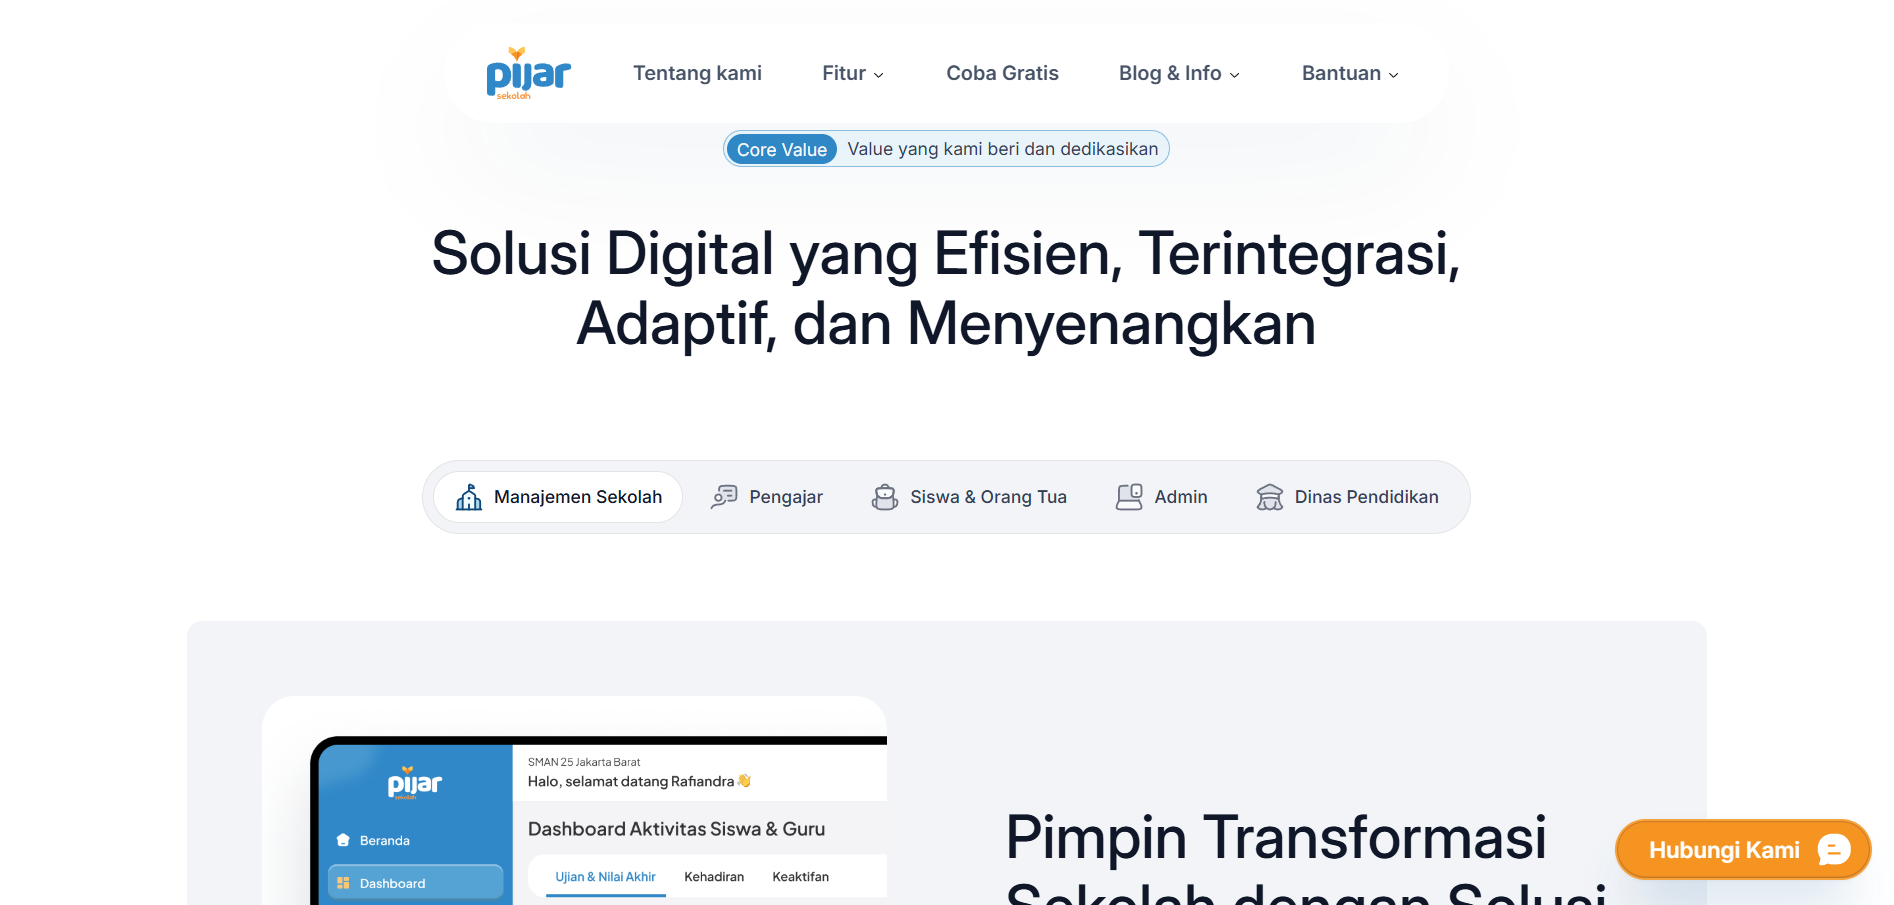 pijar
sekolah
Tentang kami
Fitur
Coba Gratis
Blog & Info
Bantuan
Core Value
Value yang kami beri dan dedikasikan
Solusi Digital yang Efisien, Terintegrasi,
Adaptif, dan Menyenangkan
Manajemen Sekolah
Pengajar
Siswa & Orang Tua
Admin
Dinas Pendidikan
pijar
sekolah
Beranda
Dashboard
SMAN 25 Jakarta Barat
Halo, selamat datang Rafiandra👋
Dashboard Aktivitas Siswa & Guru
Ujian & Nilai Akhir
Kehadiran
Keaktifan
Pimpin Transformasi
Sekolah dengan Solusi
Hubungi Kami